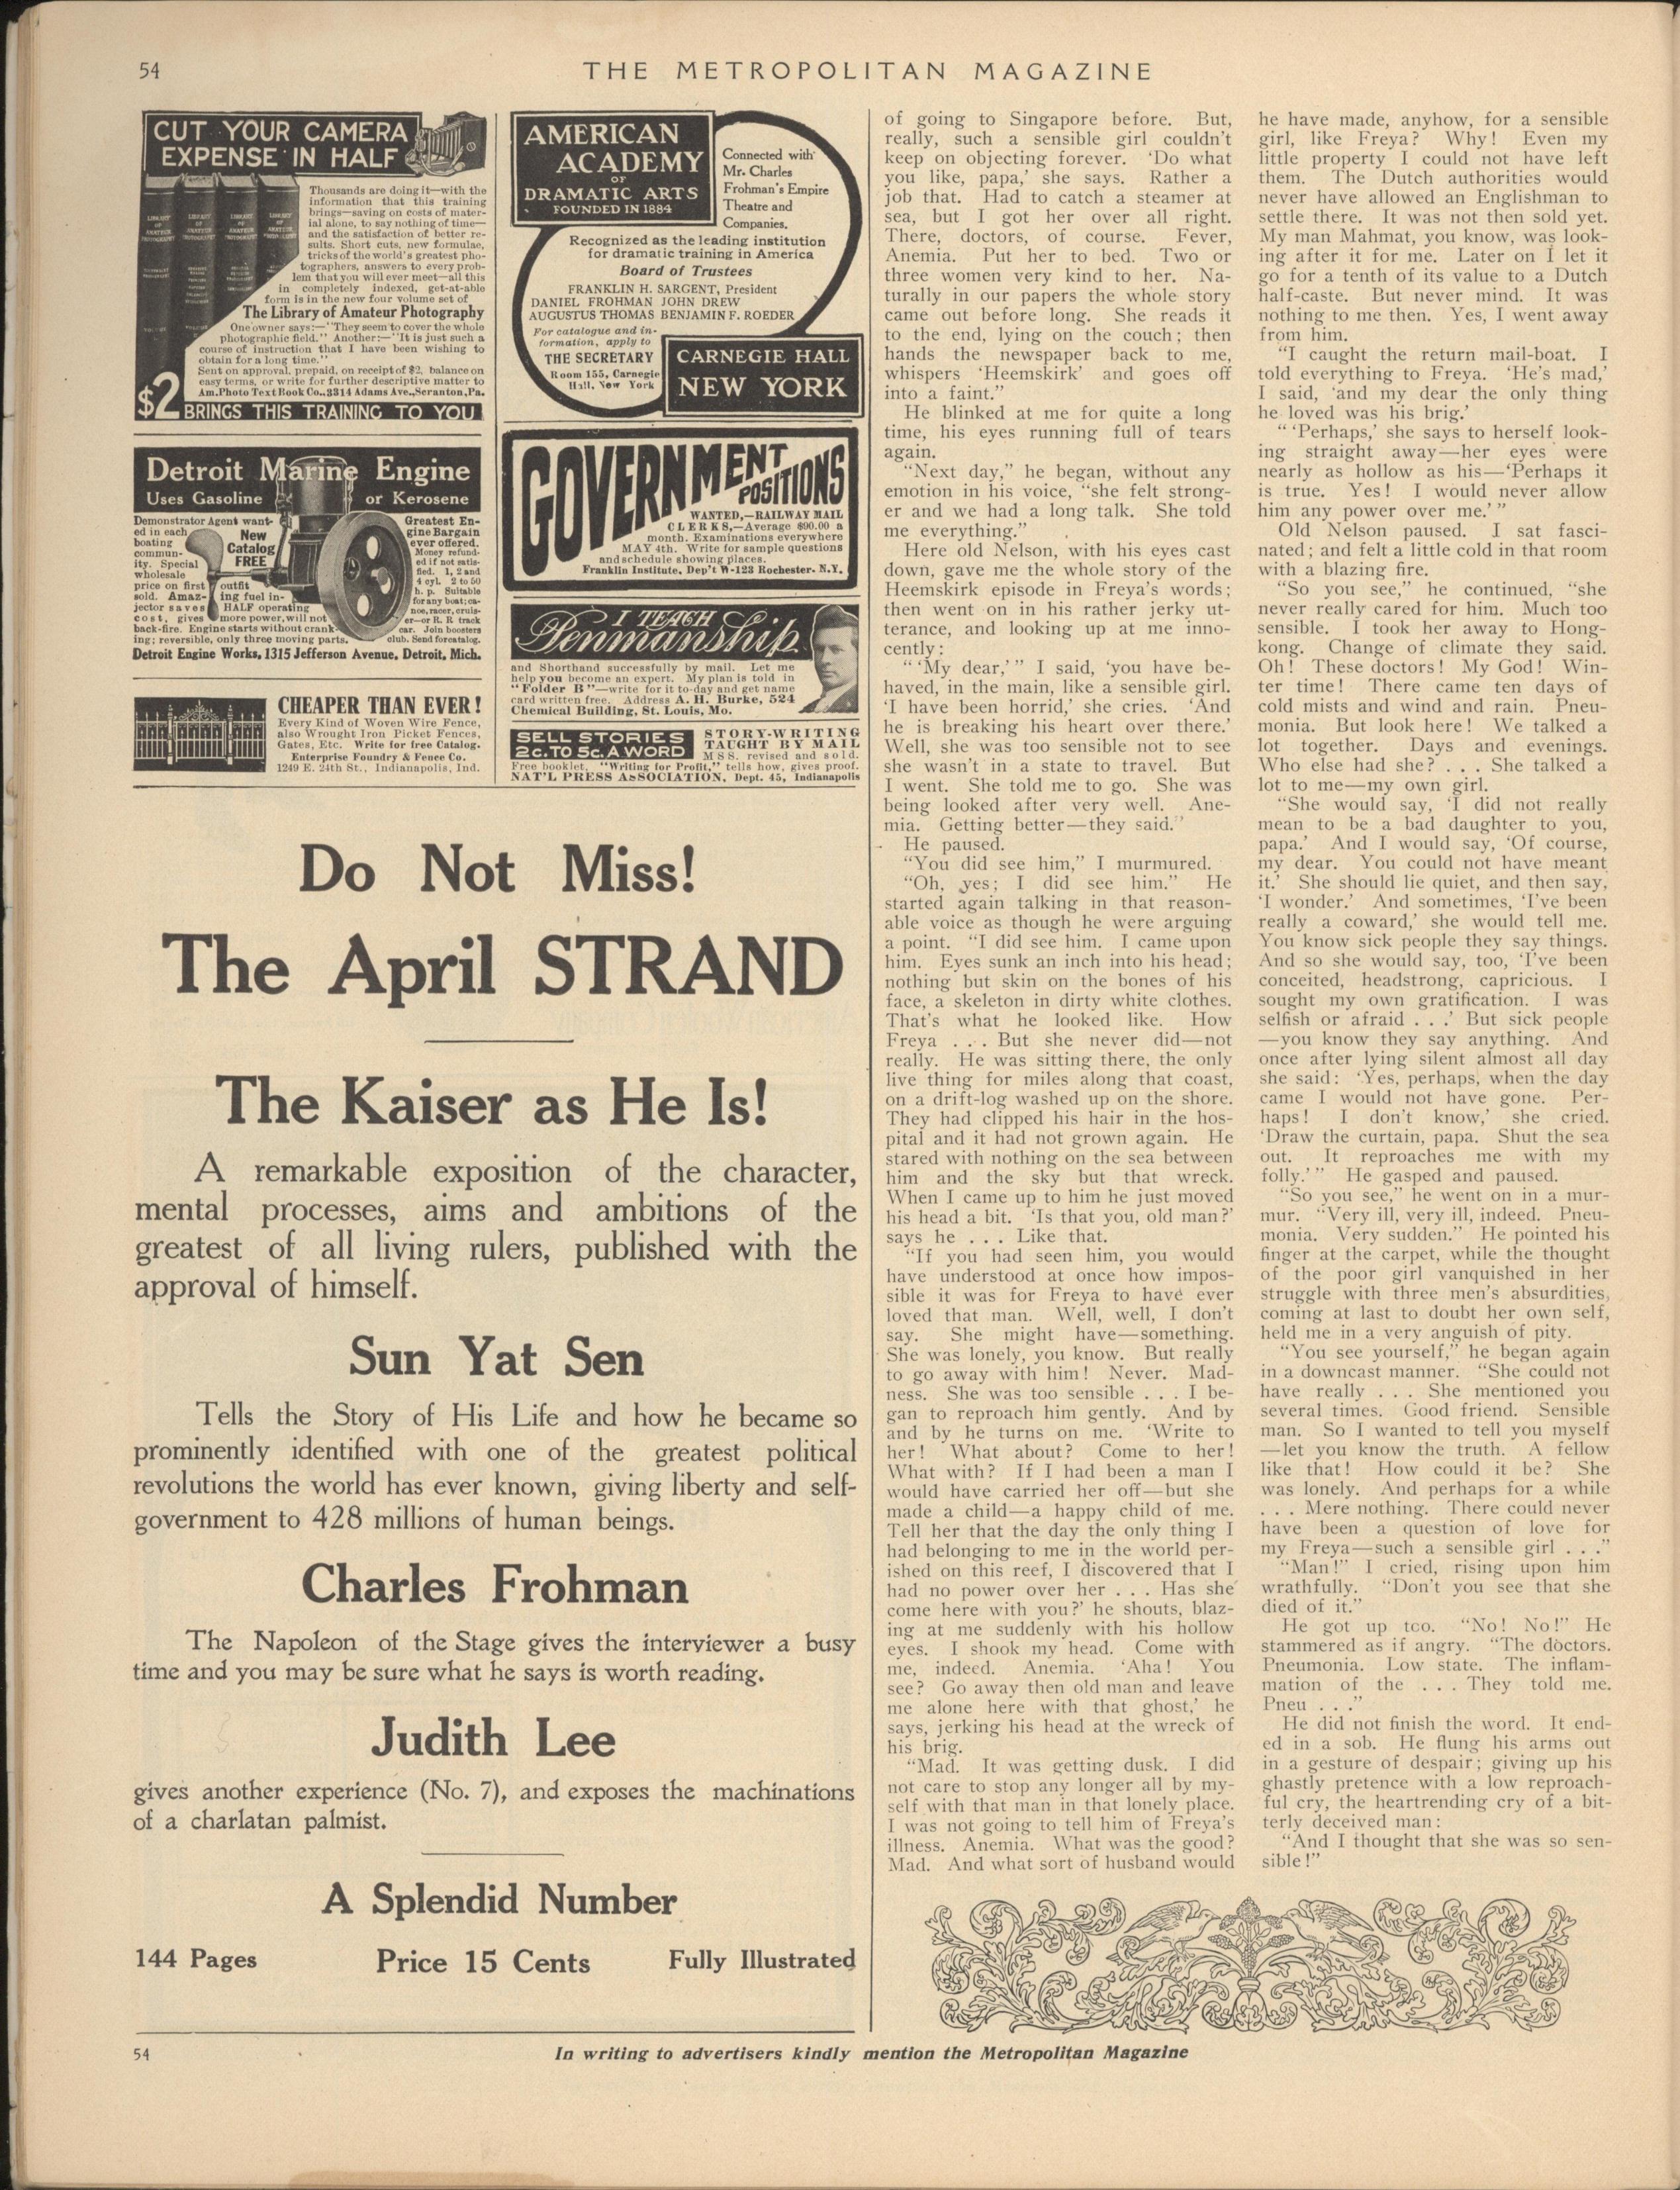 54
THE METROPOLITAN MAGAZINE
CUT YOUR CAMERA
EXPENSE IN HALF
Thousands are doing it—with the
information that this training
brings—saving on costs of mater-
ial alone, to say nothing of time—
and the satisfaction of better re-
sults. Short cuts, new formulae,
tricks of the world's greatest pho-
tographers, answers to every prob-
lem that you will ever meet—all this
in completely indexed, get-at-able
form is in the new four volume set of
The Library of Amateur Photography
One owner says:—"They seem to cover the whole
photographic field." Another:—"It is just such a
course of instruction that I have been wishing to
obtain for a long time."
Sent on approval, prepaid, on receipt of $2, balance on
easy terms, or write for further descriptive matter to
Am. Photo Text Book Co., 3314 Adams Ave., Scranton, Pa.
$2 BRINGS THIS TRAINING TO YOU
Detroit Marine Engine
Uses Gasoline or Kerosene
Demonstrator Agent want-
ed in each
boating
commun-
ity. Special
wholesale
price on first outfit
sold. Amaz- ing fuel in-
jector saves HALF operating
cost, gives more power, will not
back-fire. Engine starts without crank-
ing; reversible, only three moving parts.
New
Catalog
FREE
Greatest En-
gine Bargain
ever offered.
Money refund-
ed if not satis-
fied. 1, 2 and
4 cyl. 2 to 50
h. p. Suitable
for any boat; ca-
noe, racer, cruis-
er—or R. R. track
car. Join boosters
club. Send for catalog.
Detroit Engine Works, 1315 Jefferson Avenue, Detroit, Mich.
CHEAPER THAN EVER!
Every Kind of Woven Wire Fence,
also Wrought Iron Picket Fences,
Gates, Etc. Write for free Catalog.
Enterprise Foundry & Fence Co.
1249 E. 24th St., Indianapolis, Ind.
AMERICAN
ACADEMY
OF
DRAMATIC ARTS
FOUNDED IN 1884
Connected with
Mr. Charles
Frohman's Empire
Theatre and
Companies.
Recognized as the leading institution
for dramatic training in America
Board of Trustees
FRANKLIN H. SARGENT, President
DANIEL FROHMAN JOHN DREW
AUGUSTUS THOMAS BENJAMIN F. ROEDER
For catalogue and in-
formation, apply to
THE SECRETARY
Room 155, Carnegie
Hall, New York
CARNEGIE HALL
NEW YORK
GOVERNMENT
POSITIONS
WANTED,—RAILWAY MAIL
CLERKS,—Average $90.00 a
month. Examinations everywhere
MAY 4th. Write for sample questions
and schedule showing places.
Franklin Institute, Dep't W-123 Rochester. N.Y.
I TEACH
Penmanship
and Shorthand successfully by mail. Let me
help you become an expert. My plan is told in
"Folder B"—write for it to-day and get name
card written free. Address A. H. Burke, 524
Chemical Building, St. Louis, Mo.
SELL STORIES
2c. TO 5c. A WORD
STORY-WRITING
TAUGHT BY MAIL
MSS. revised and sold.
Free booklet, "Writing for Profit," tells how, gives proof.
NAT'L PRESS ASSOCIATION, Dept. 45, Indianapolis
Do Not Miss!
The April STRAND
The Kaiser as He Is!
A remarkable exposition of the character,
mental processes, aims and ambitions of the
greatest of all living rulers, published with the
approval of himself.
Sun Yat Sen
Tells the Story of His Life and how he became so
prominently identified with one of the greatest political
revolutions the world has ever known, giving liberty and self-
government to 428 millions of human beings.
Charles Frohman
The Napoleon of the Stage gives the interviewer a busy
time and you may be sure what he says is worth reading.
Judith Lee
gives another experience (No. 7), and exposes the machinations
of a charlatan palmist.
A Splendid Number
144 Pages Price 15 Cents Fully Illustrated
of going to Singapore before. But,
really, such a sensible girl couldn't
keep on objecting forever. 'Do what
you like, papa,' she says. Rather a
job that. Had to catch a steamer at
sea, but I got her over all right.
There, doctors, of course. Fever,
Anemia. Put her to bed. Two or
three women very kind to her. Na-
turally in our papers the whole story
came out before long. She reads it
to the end, lying on the couch; then
hands the newspaper back to me,
whispers 'Heemskirk' and goes off
into a faint."
He blinked at me for quite a long
time, his eyes running full of tears
again.
"Next day," he began, without any
emotion in his voice, "she felt strong-
er and we had a long talk. She told
me everything."
Here old Nelson, with his eyes cast
down, gave me the whole story of the
Heemskirk episode in Freya's words;
then went on in his rather jerky ut-
terance, and looking up at me inno-
cently:
"'My dear,'" I said, 'you have be-
haved, in the main, like a sensible girl.
'I have been horrid,' she cries. 'And
he is breaking his heart over there.'
Well, she was too sensible not to see
she wasn't in a state to travel. But
I went. She told me to go. She was
being looked after very well. Ane-
mia. Getting better—they said."
He paused.
"You did see him," I murmured.
"Oh, yes; I did see him." He
started again talking in that reason-
able voice as though he were arguing
a point. "I did see him. I came upon
him. Eyes sunk an inch into his head;
nothing but skin on the bones of his
face, a skeleton in dirty white clothes.
That's what he looked like. How
Freya . . . But she never did—not
really. He was sitting there, the only
live thing for miles along that coast,
on a drift-log washed up on the shore.
They had clipped his hair in the hos-
pital and it had not grown again. He
stared with nothing on the sea between
him and the sky but that wreck.
When I came up to him he just moved
his head a bit. 'Is that you, old man?'
says he . . . Like that.
"If you had seen him, you would
have understood at once how impos-
sible it was for Freya to have ever
loved that man. Well, well, I don't
say. She might have—something.
She was lonely, you know. But really
to go away with him! Never. Mad-
ness. She was too sensible . . . I be-
gan to reproach him gently. And by
and by he turns on me. 'Write to
her! What about? Come to her!
What with? If I had been a man I
would have carried her off—but she
made a child—a happy child of me.
Tell her that the day the only thing I
had belonging to me in the world per-
ished on this reef, I discovered that I
had no power over her . . . Has she
come here with you?' he shouts, blaz-
ing at me suddenly with his hollow
eyes. I shook my head. Come with
me, indeed. Anemia. 'Aha! You
see? Go away then old man and leave
me alone here with that ghost,' he
says, jerking his head at the wreck of
his brig.
"Mad. It was getting dusk. I did
not care to stop any longer all by my-
self with that man in that lonely place.
I was not going to tell him of Freya's
illness. Anemia. What was the good?
Mad. And what sort of husband would
he have made, anyhow, for a sensible
girl, like Freya? Why! Even my
little property I could not have left
them. The Dutch authorities would
never have allowed an Englishman to
settle there. It was not then sold yet.
My man Mahmat, you know, was look-
ing after it for me. Later on I let it
go for a tenth of its value to a Dutch
half-caste. But never mind. It was
nothing to me then. Yes, I went away
from him.
"I caught the return mail-boat. I
told everything to Freya. 'He's mad,'
I said, 'and my dear the only thing
he loved was his brig.'
"'Perhaps,' she says to herself look-
ing straight away—her eyes were
nearly as hollow as his—'Perhaps it
is true. Yes! I would never allow
him any power over me.'"
Old Nelson paused. I sat fasci-
nated; and felt a little cold in that room
with a blazing fire.
"So you see," he continued, "she
never really cared for him. Much too
sensible. I took her away to Hong-
kong. Change of climate they said.
Oh! These doctors! My God! Win-
ter time! There came ten days of
cold mists and wind and rain. Pneu-
monia. But look here! We talked a
lot together. Days and evenings.
Who else had she? . . . She talked a
lot to me—my own girl.
"She would say, 'I did not really
mean to be a bad daughter to you,
papa.' And I would say, 'Of course,
my dear. You could not have meant
it.' She should lie quiet, and then say,
'I wonder.' And sometimes, 'I've been
really a coward,' she would tell me.
You know sick people they say things.
And so she would say, too, 'I've been
conceited, headstrong, capricious. I
sought my own gratification. I was
selfish or afraid . . .' But sick people
—you know they say anything. And
once after lying silent almost all day
she said: 'Yes, perhaps, when the day
came I would not have gone. Per-
haps! I don't know,' she cried.
'Draw the curtain, papa. Shut the sea
out. It reproaches me with my
folly.'" He gasped and paused.
"So you see," he went on in a mur-
mur. "Very ill, very ill, indeed. Pneu-
monia. Very sudden." He pointed his
finger at the carpet, while the thought
of the poor girl vanquished in her
struggle with three men's absurdities,
coming at last to doubt her own self,
held me in a very anguish of pity.
"You see yourself," he began again
in a downcast manner. "She could not
have really . . . She mentioned you
several times. Good friend. Sensible
man. So I wanted to tell you myself
—let you know the truth. A fellow
like that! How could it be? She
was lonely. And perhaps for a while
. . . Mere nothing. There could never
have been a question of love for
my Freya—such a sensible girl . . ."
"Man!" I cried, rising upon him
wrathfully. "Don't you see that she
died of it."
He got up too. "No! No!" He
stammered as if angry. "The doctors.
Pneumonia. Low state. The inflam-
mation of the . . . They told me.
Pneu . . ."
He did not finish the word. It end-
ed in a sob. He flung his arms out
in a gesture of despair; giving up his
ghastly pretence with a low reproach-
ful cry, the heartrending cry of a bit-
terly deceived man:
"And I thought that she was so sen-
sible!"
54
In writing to advertisers kindly mention the Metropolitan Magazine